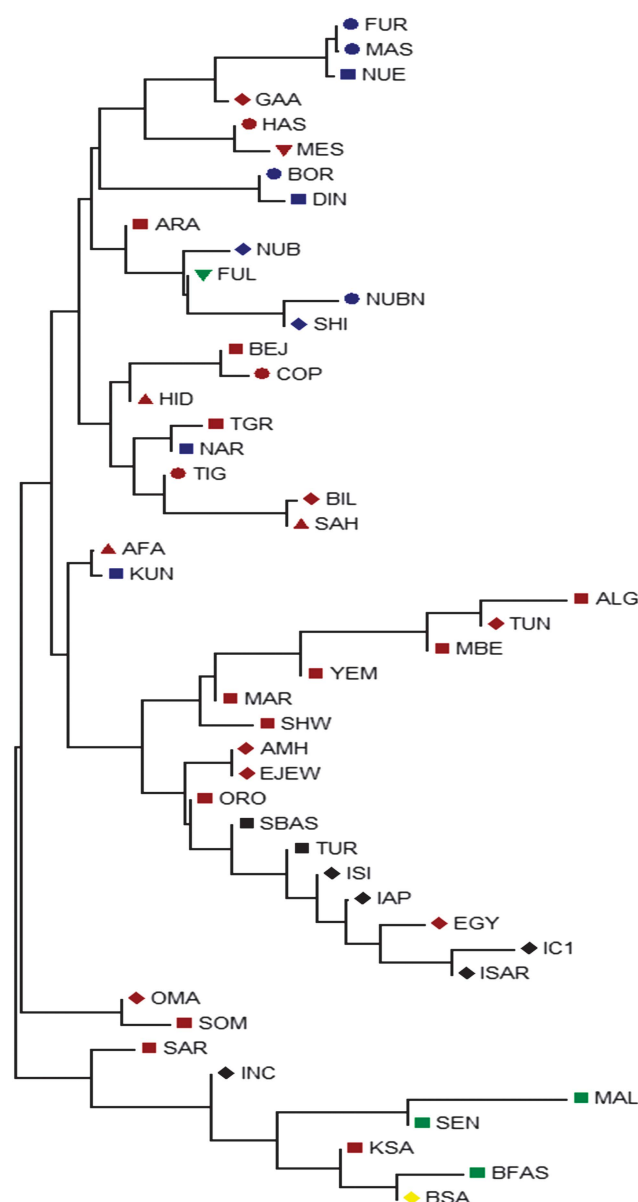 FUR
MAS
NUE
GAA
HAS
MES
BOR
DIN
ARA
NUB
FUL
NUBN
SHI
BEJ
COP
HID
TGR
NAR
TIG
BIL
SAH
AFA
KUN
ALG
TUN
MBE
YEM
MAR
SHW
AMH
EJEW
ORO
SBAS
TUR
ISI
IAP
EGY
IC1
ISAR
OMA
SOM
SAR
INC
MAL
SEN
KSA
BFAS
BSA